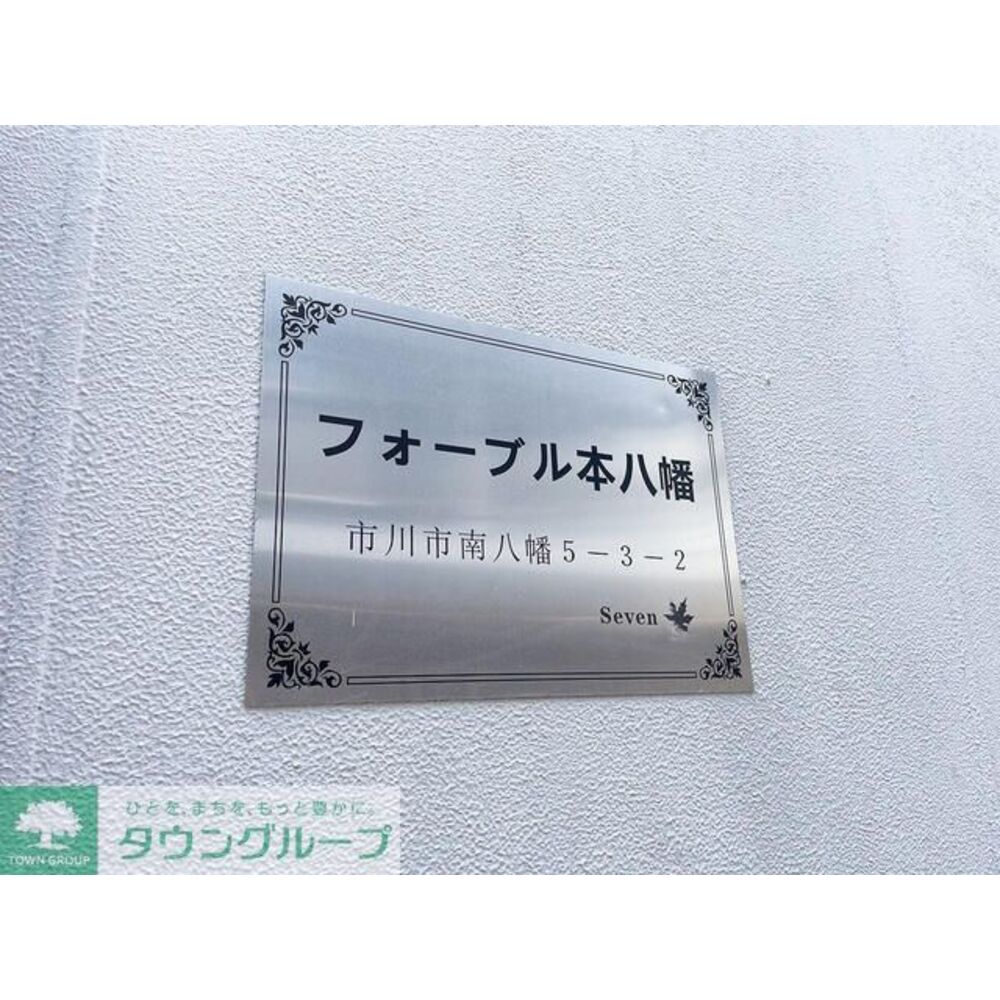 フォーブル本八幡
市川市南八幡5-3-2
Seven
ひとを、まちを、もっと豊かに。
タウングループ
TOWN GROUP